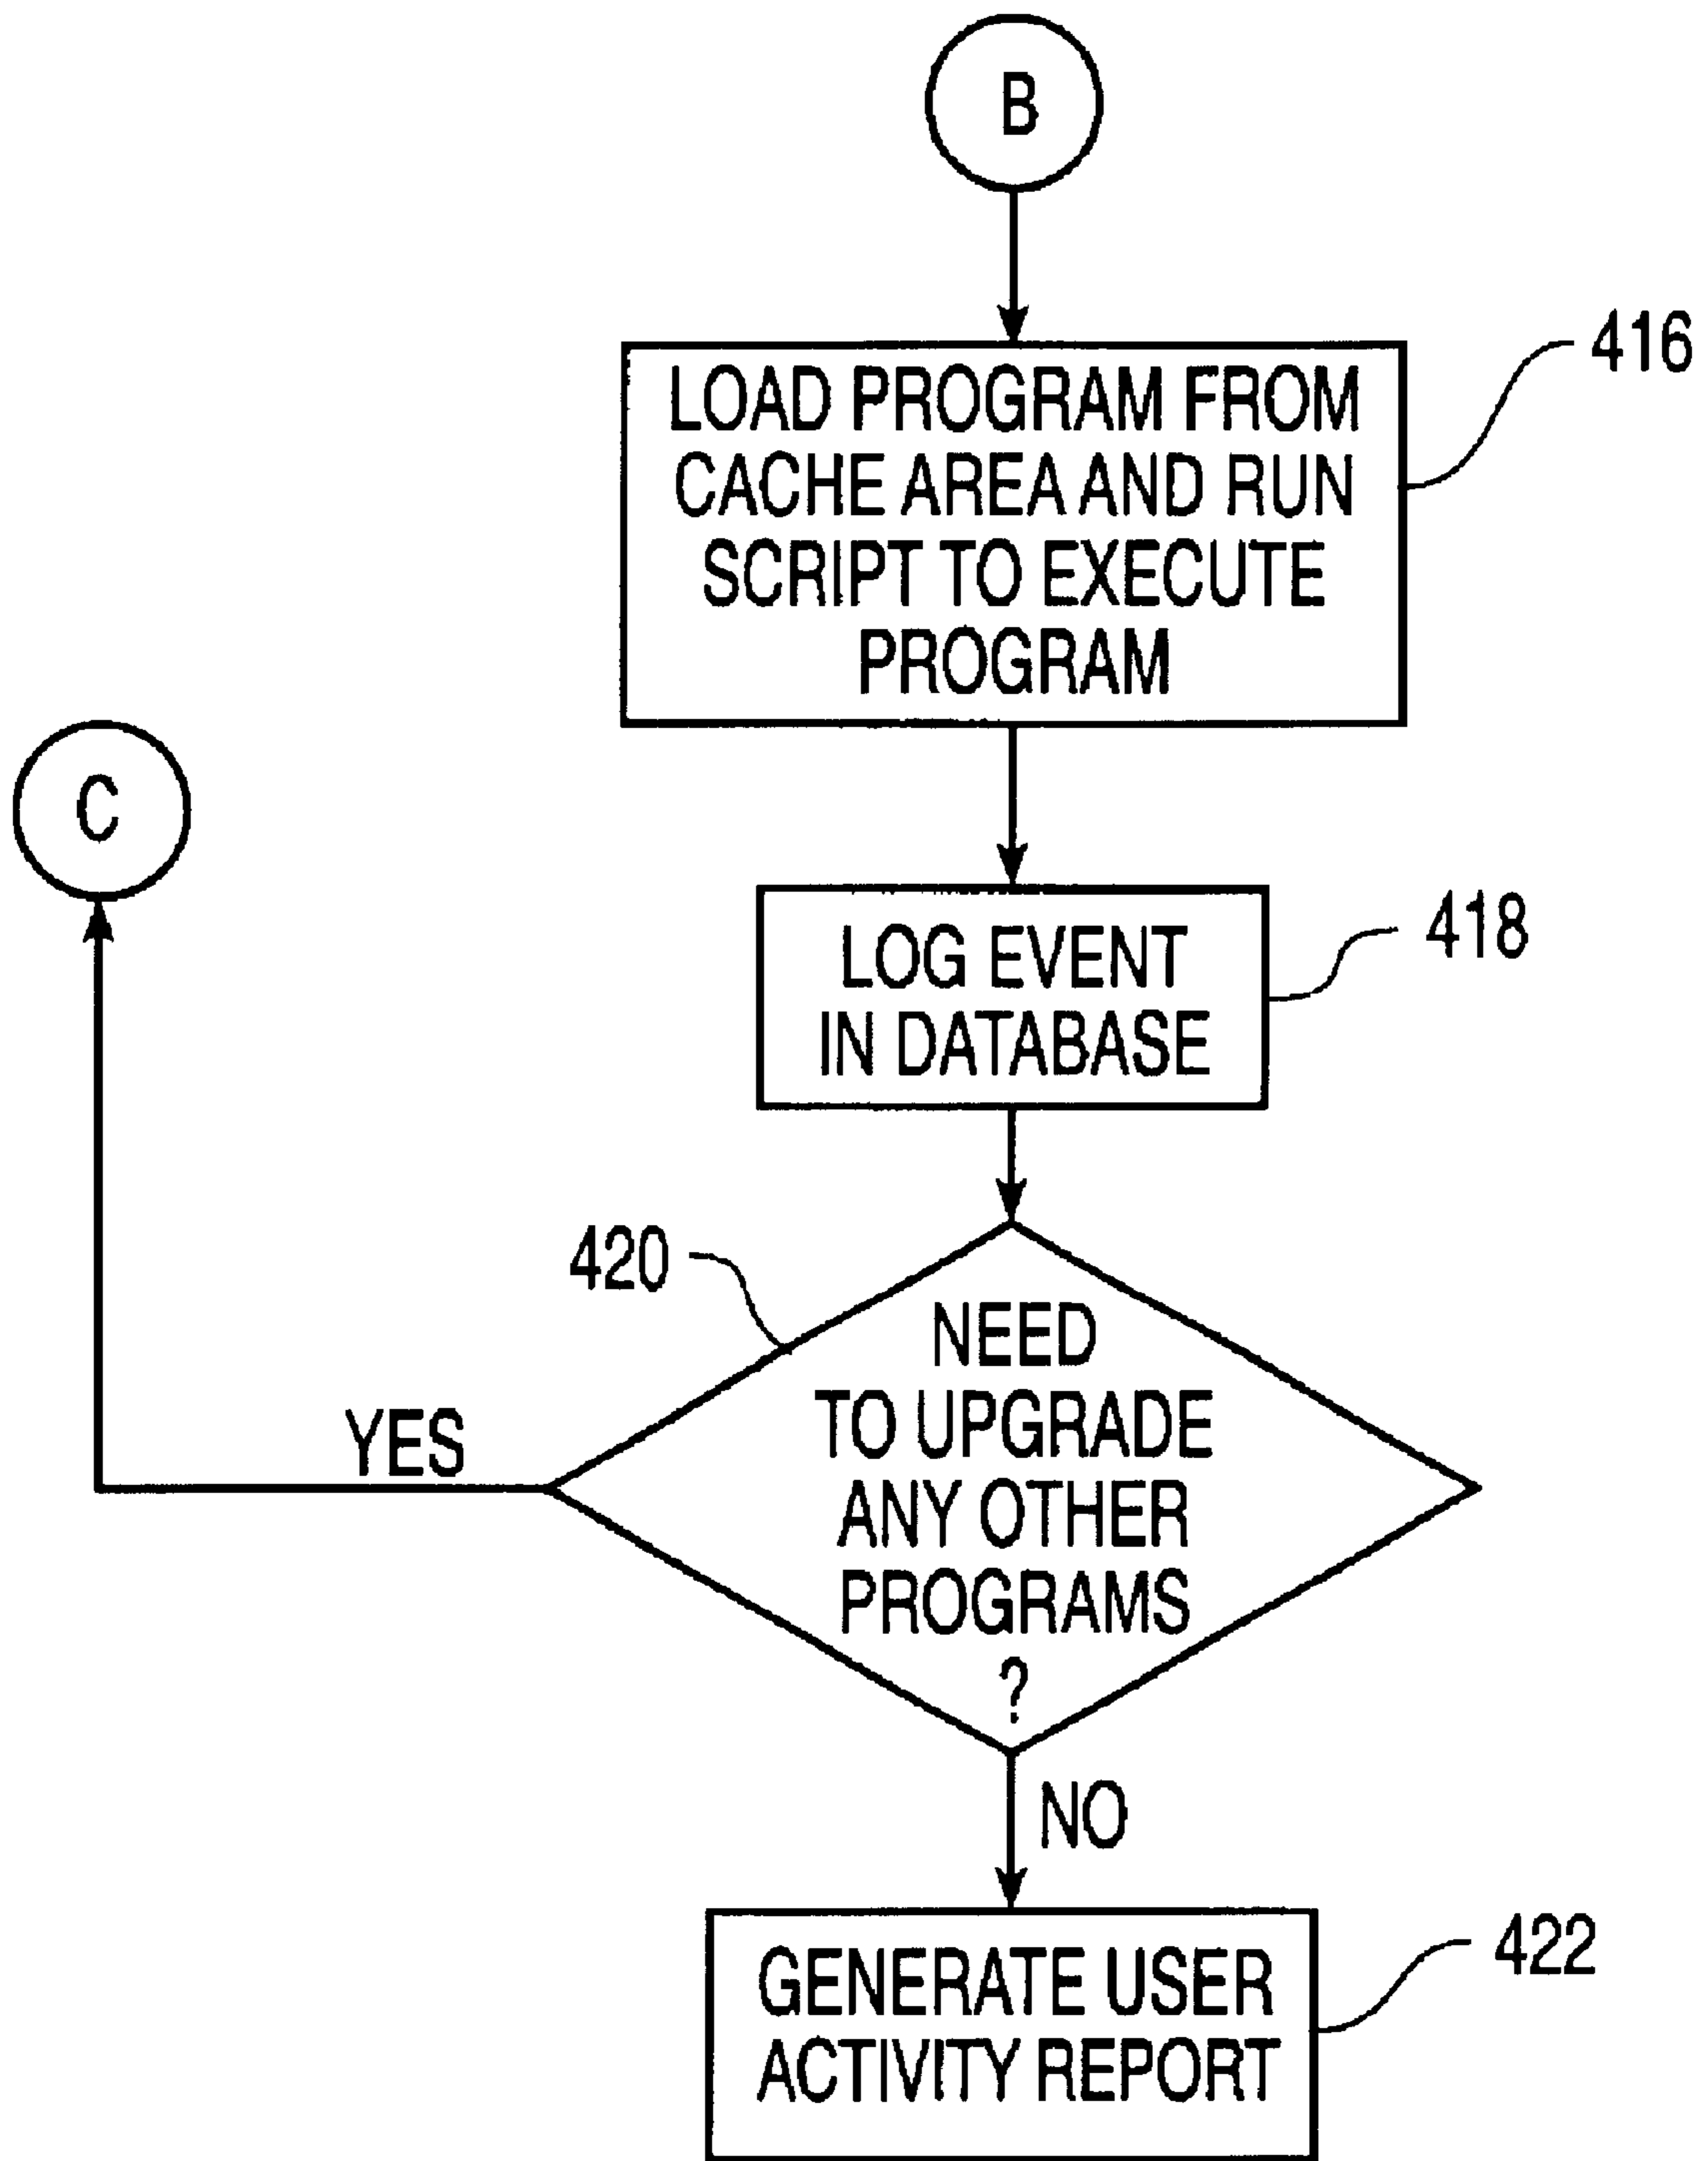 B
416
LOAD PROGRAM FROM
CACHE AREA AND RUN
SCRIPT TO EXECUTE
PROGRAM
C
418
LOG EVENT
IN DATABASE
420
NEED
TO UPGRADE
ANY OTHER
PROGRAMS
?
YES
NO
422
GENERATE USER
ACTIVITY REPORT